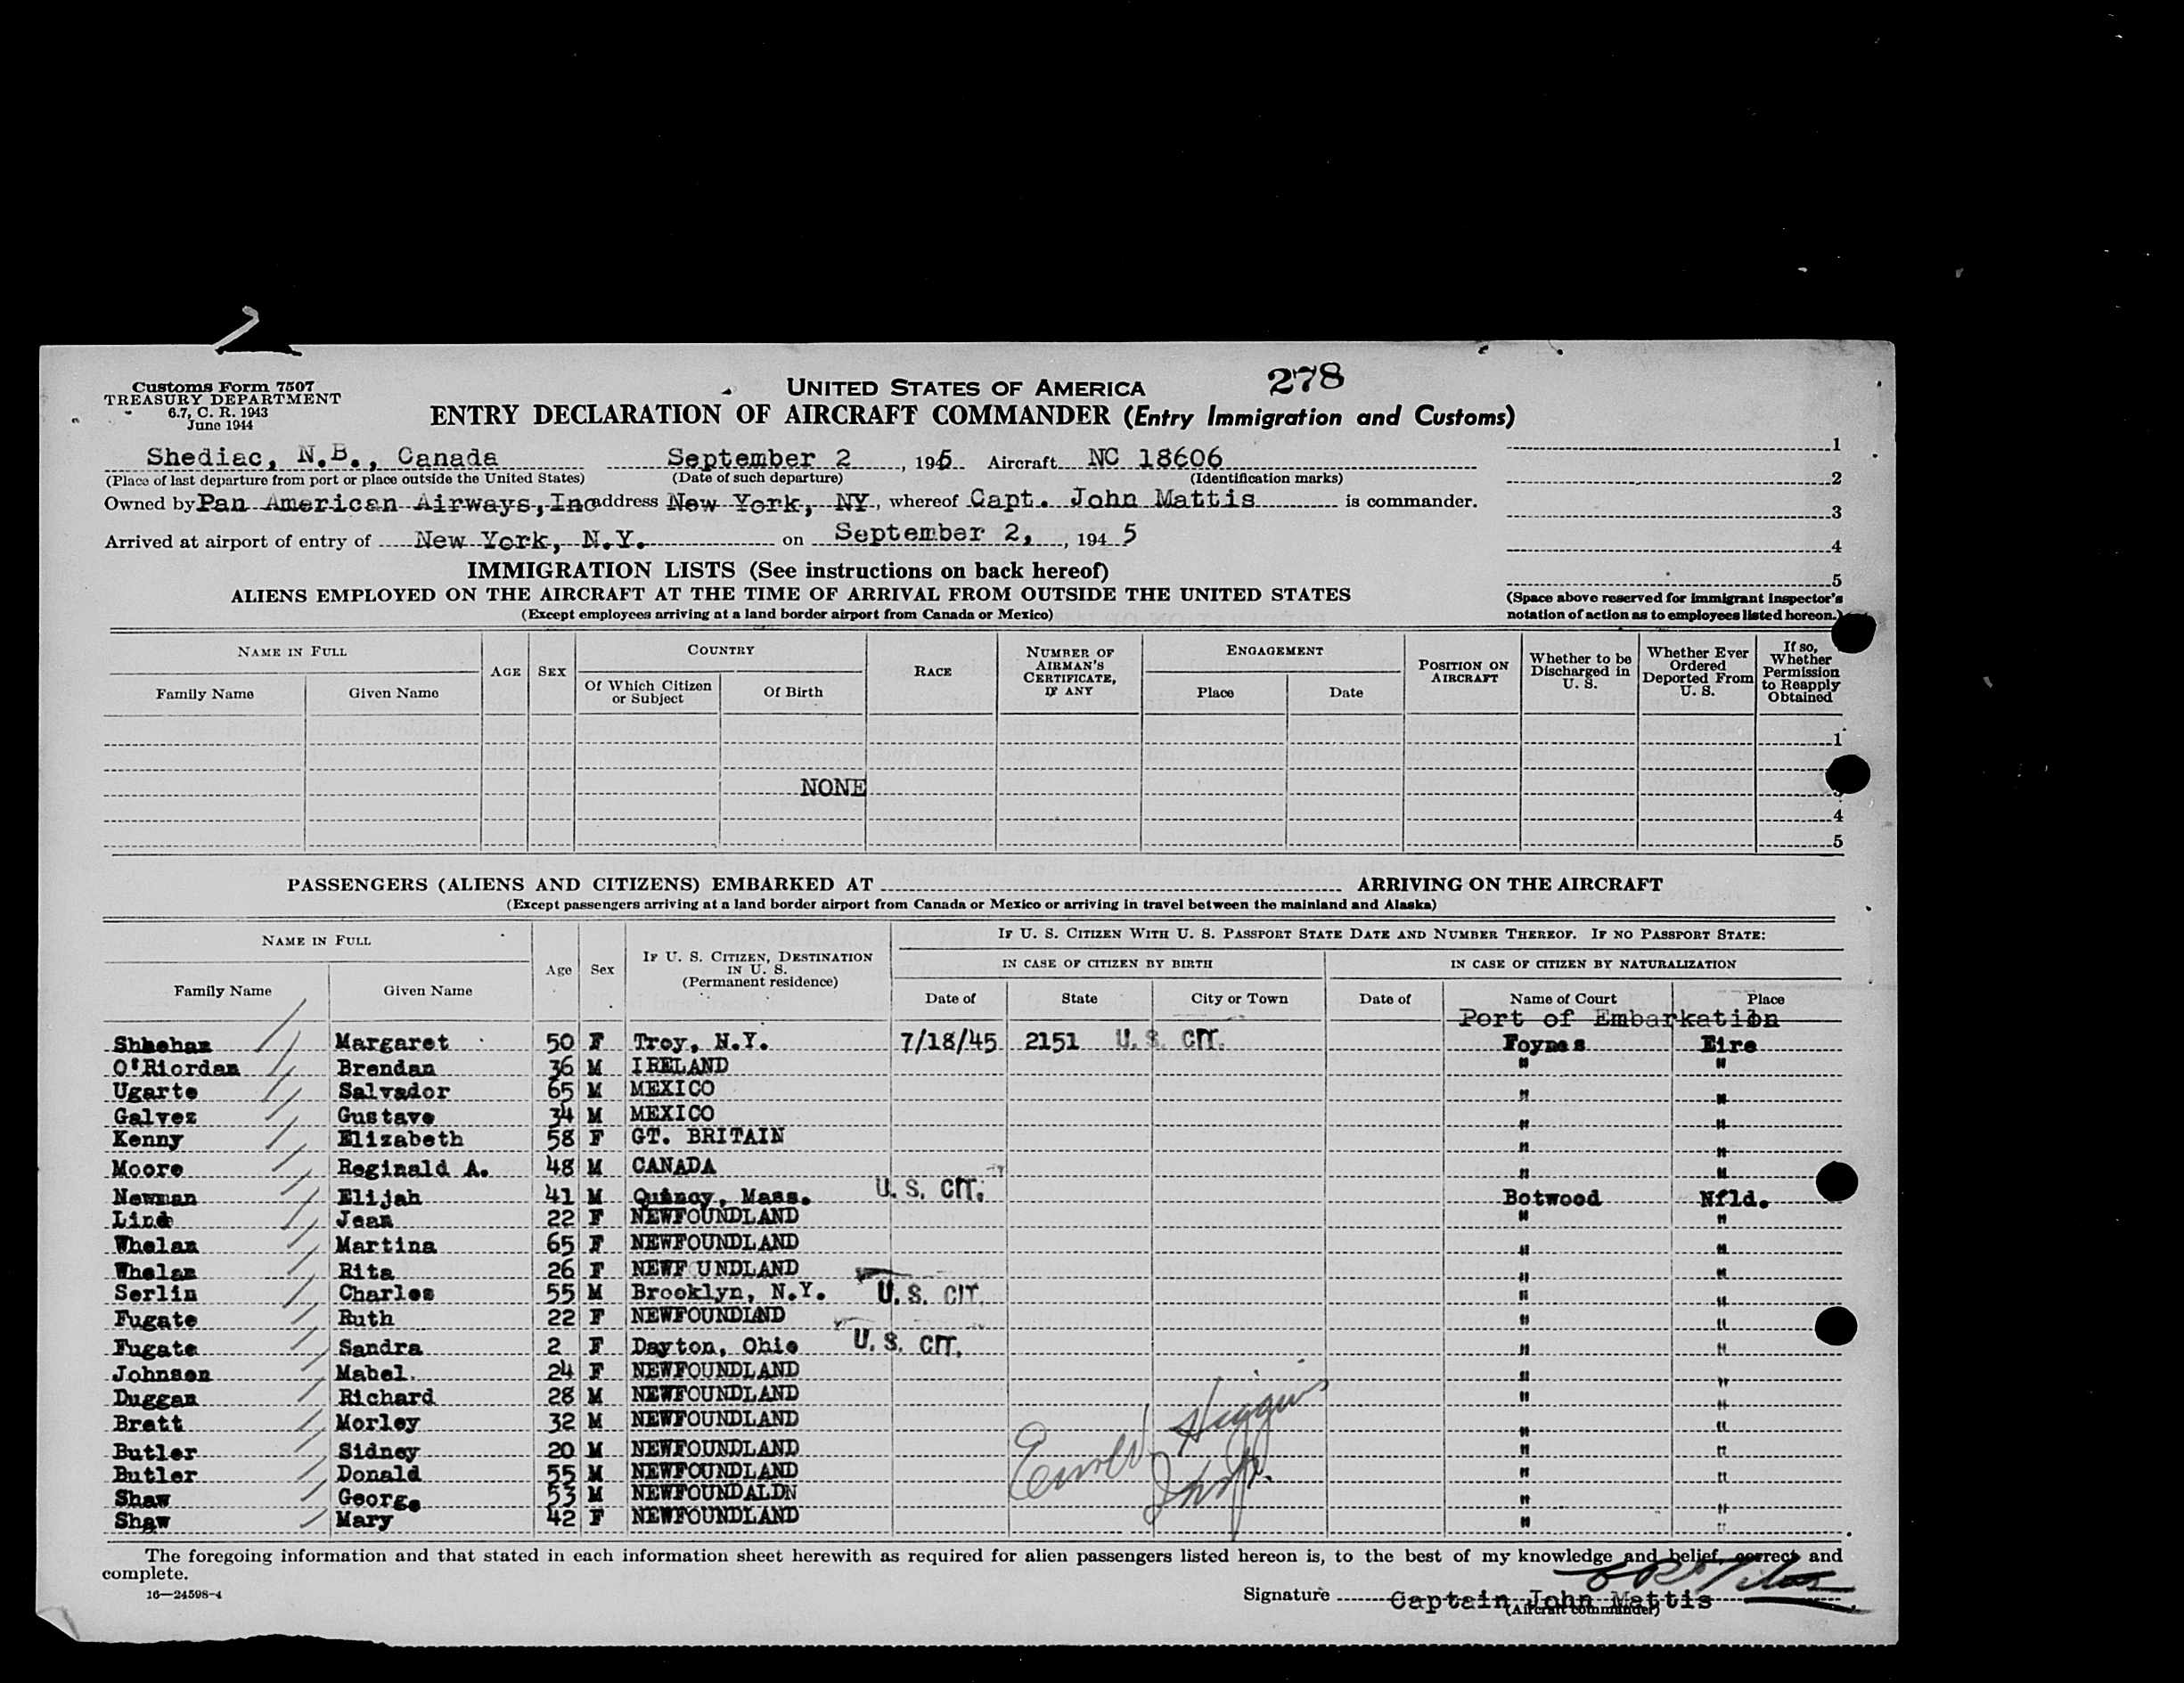 278
Customs Form 7507
TREASURY DEPARTMENT
6.7, C. R. 1943
June 1944
UNITED STATES OF AMERICA
ENTRY DECLARATION OF AIRCRAFT COMMANDER (Entry Immigration and Customs)
Shediac, N.B., Canada September 2, 1945 Aircraft NC 18606
(Place of last departure from port or place outside the United States) (Date of such departure) (Identification marks)
Owned by Pan American Airways, Inc address New York, NY, whereof Capt. John Mattis is commander.
Arrived at airport of entry of New York, N.Y. on September 2, , 194 5
1
2
3
4
5
(Space above reserved for immigrant inspector's notation of action as to employees listed hereon.)
IMMIGRATION LISTS (See instructions on back hereof)
ALIENS EMPLOYED ON THE AIRCRAFT AT THE TIME OF ARRIVAL FROM OUTSIDE THE UNITED STATES
(Except employees arriving at a land border airport from Canada or Mexico)
NAME IN FULL
Family Name Given Name
AGE SEX
COUNTRY
Of Which Citizen or Subject Of Birth
RACE
NUMBER OF AIRMAN'S CERTIFICATE, IF ANY
ENGAGEMENT
Place Date
POSITION ON AIRCRAFT
Whether to be Discharged in U. S.
Whether Ever Ordered Deported From U. S.
If so, Whether Permission to Reapply Obtained
1
NONE
4
5
PASSENGERS (ALIENS AND CITIZENS) EMBARKED AT ARRIVING ON THE AIRCRAFT
(Except passengers arriving at a land border airport from Canada or Mexico or arriving in travel between the mainland and Alaska)
NAME IN FULL
Family Name Given Name
Age Sex
IF U. S. CITIZEN, DESTINATION IN U. S. (Permanent residence)
IF U. S. CITIZEN WITH U. S. PASSPORT STATE DATE AND NUMBER THEREOF. IF NO PASSPORT STATE:
IN CASE OF CITIZEN BY BIRTH IN CASE OF CITIZEN BY NATURALIZATION
Date of State City or Town Date of Name of Court Place
Port of Embarkation
Shhehan Margaret 50 F Troy, N.Y. 7/18/45 2151 U. S. CIT. Foynes Eire
O'Riordan Brendan 36 M IRELAND " "
Ugarte Salvador 65 M MEXICO " "
Galvez Gustavo 34 M MEXICO " "
Kenny Elizabeth 58 F GT. BRITAIN " "
Moore Reginald A. 48 M CANADA " "
Newman Elijah 41 M Quincy, Mass. U. S. CIT. Botwood Nfld.
Lind Jean 22 F NEWFOUNDLAND " "
Whelan Martina 65 F NEWFOUNDLAND " "
Whelan Rita 26 F NEWF UNDLAND " "
Serlin Charles 55 M Brooklyn, N.Y. U. S. CIT. " "
Fugate Ruth 22 F NEWFOUNDLAND " "
Fugate Sandra 2 F Dayton, Ohio U. S. CIT. " "
Johnson Mabel. 24 F NEWFOUNDLAND " "
Duggan Richard 28 M NEWFOUNDLAND " "
Brett Morley 32 M NEWFOUNDLAND " "
Butler Sidney 20 M NEWFOUNDLAND " "
Butler Donald 55 M NEWFOUNDLAND " "
Shaw George 53 M NEWFOUNDALDN " "
Shaw Mary 42 F NEWFOUNDLAND " "
Higgins
The foregoing information and that stated in each information sheet herewith as required for alien passengers listed hereon is, to the best of my knowledge and belief, correct and
complete.
16—24598-4
Signature Captain John Mattis
(Aircraft commander)